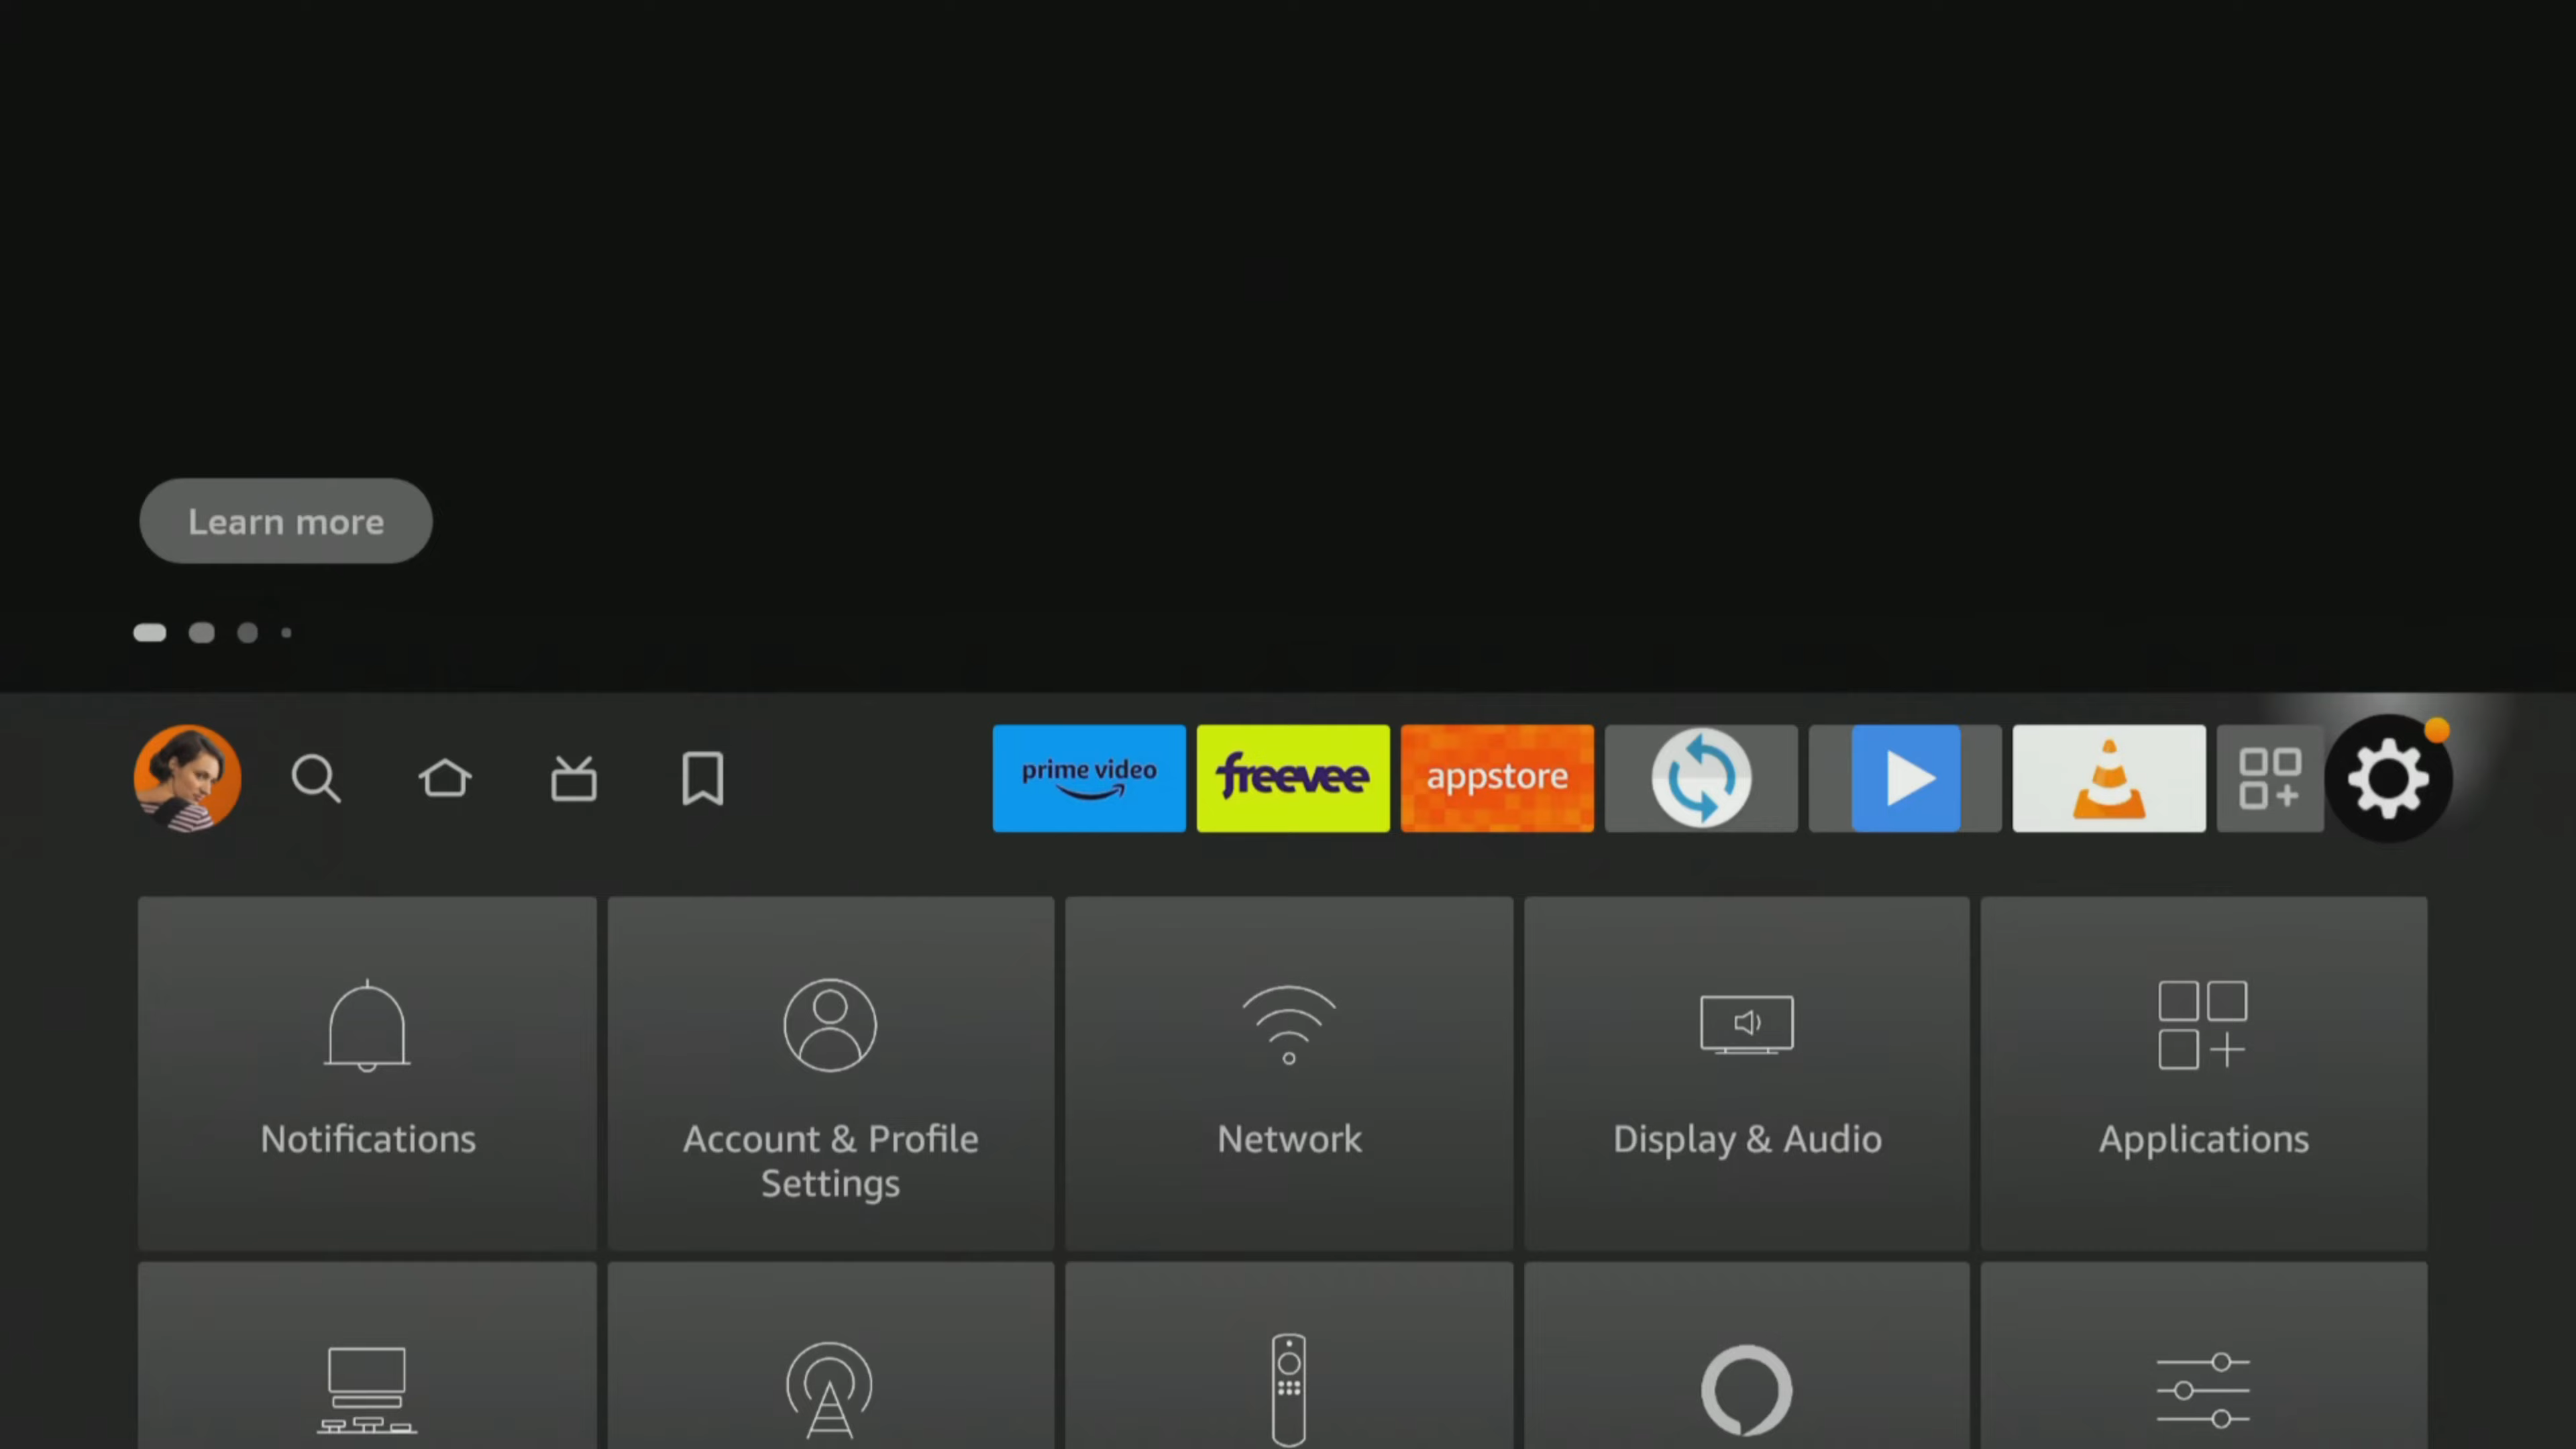 Learn more
prime video
freevee
appstore
Notifications
Account & Profile
Settings
Network
Display & Audio
Applications